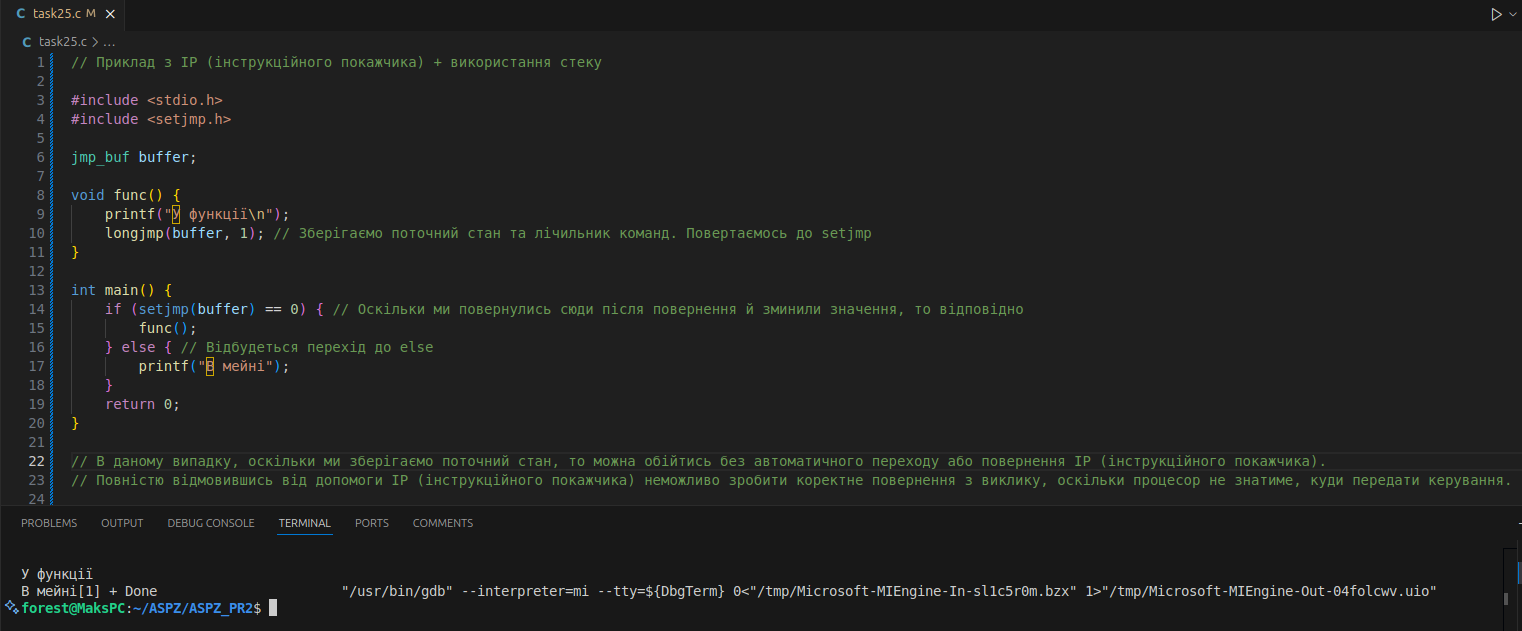 C task25.c M ×
C task25.c > ...
1 // Приклад з IP (інструкційного покажчика) + використання стеку
2
3 #include <stdio.h>
4 #include <setjmp.h>
5
6 jmp_buf buffer;
7
8 void func() {
9 printf("У функції\n");
10 longjmp(buffer, 1); // Зберігаємо поточний стан та лічильник команд. Повертаємось до setjmp
11 }
12
13 int main() {
14 if (setjmp(buffer) == 0) { // Оскільки ми повернулись сюди після повернення й зминили значення, то відповідно
15 func();
16 } else { // Відбудеться перехід до else
17 printf("В мейні");
18 }
19 return 0;
20 }
21
22 // В даному випадку, оскільки ми зберігаємо поточний стан, то можна обійтись без автоматичного переходу або повернення IP (інструкційного покажчика).
23 // Повністю відмовившись від допомоги IP (інструкційного покажчика) неможливо зробити коректне повернення з виклику, оскільки процесор не знатиме, куди передати керування.
24
PROBLEMS OUTPUT DEBUG CONSOLE TERMINAL PORTS COMMENTS
У функції
В мейні[1] + Done "/usr/bin/gdb" --interpreter=mi --tty=${DbgTerm} 0<"/tmp/Microsoft-MIEngine-In-sl1c5r0m.bzx" 1>"/tmp/Microsoft-MIEngine-Out-04folcwv.uio"
forest@MaksPC:~/ASPZ/ASPZ_PR2$